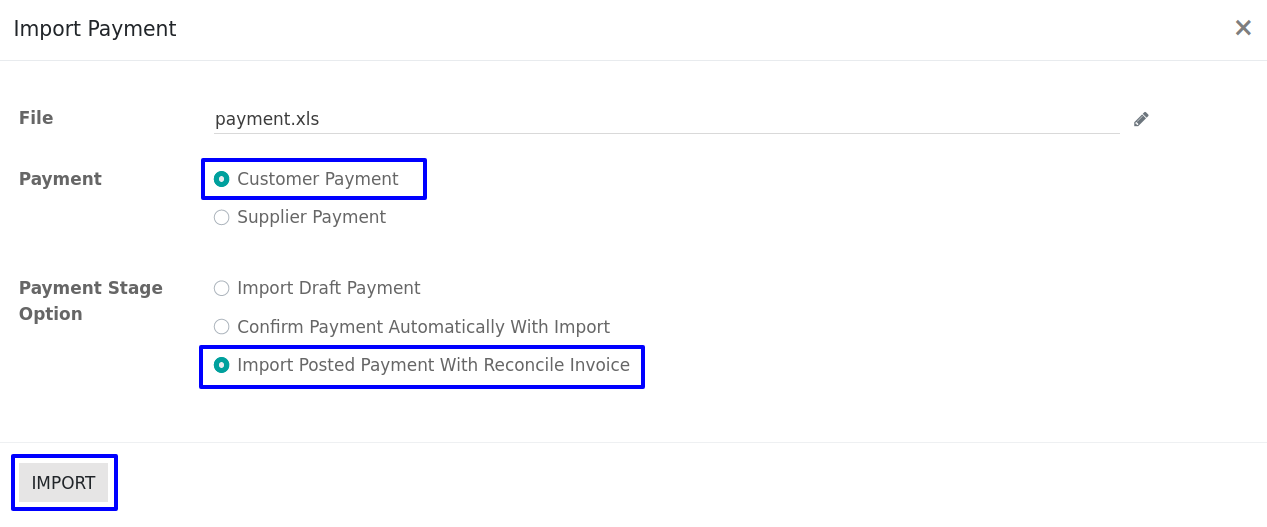 Import Payment
File
payment.xls
Payment
Customer Payment
Supplier Payment
Payment Stage
Option
Import Draft Payment
Confirm Payment Automatically With Import
Import Posted Payment With Reconcile Invoice
IMPORT